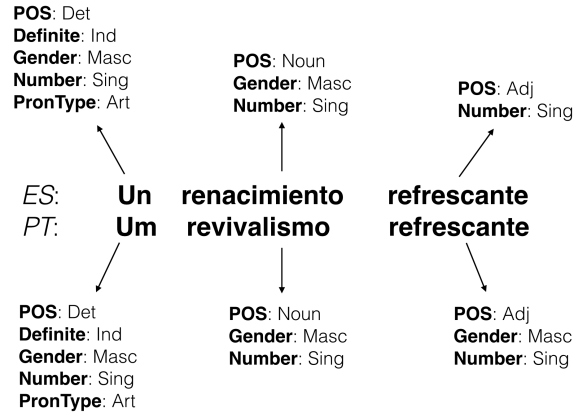 POS: Det
Definite: Ind
Gender: Masc
Number: Sing
PronType: Art
POS: Noun
Gender: Masc
Number: Sing
POS: Adj
Number: Sing
ES: Un renacimiento refrescante
PT: Um revivalismo refrescante
POS: Det
Definite: Ind
Gender: Masc
Number: Sing
PronType: Art
POS: Noun
Gender: Masc
Number: Sing
POS: Adj
Gender: Masc
Number: Sing